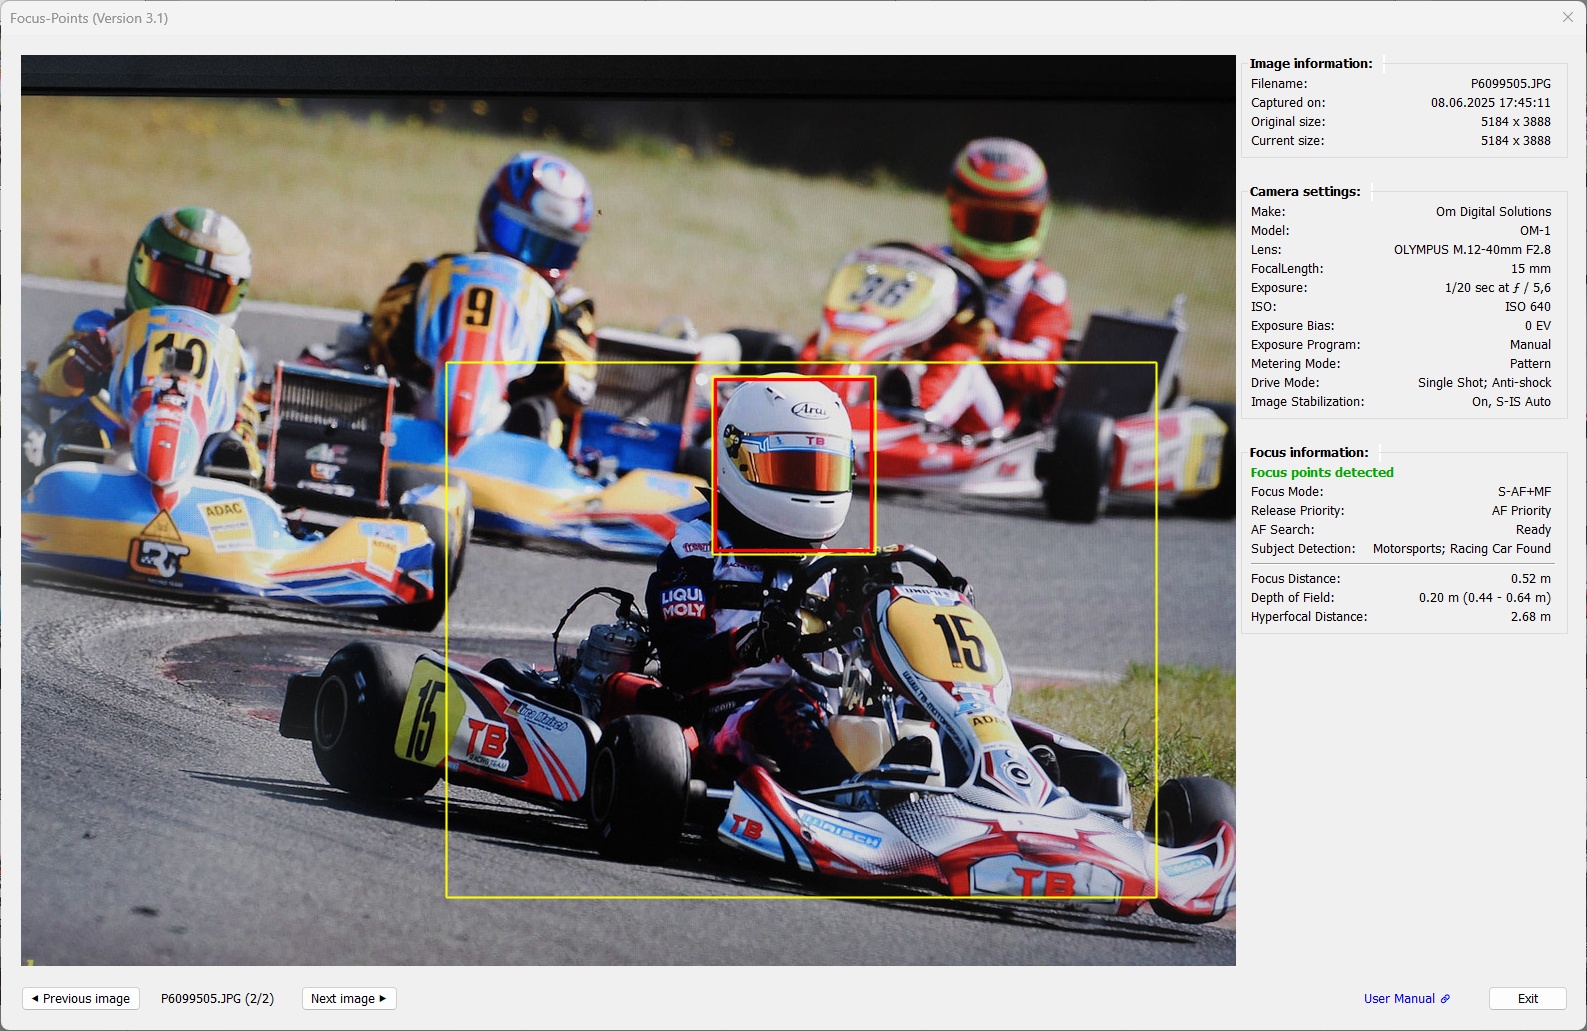 Focus-Points (Version 3.1)
Image information:
Filename: P6099505.JPG
Captured on: 08.06.2025 17:45:11
Original size: 5184 x 3888
Current size: 5184 x 3888
Camera settings:
Make: Om Digital Solutions
Model: OM-1
Lens: OLYMPUS M.12-40mm F2.8
FocalLength: 15 mm
Exposure: 1/20 sec at ƒ / 5,6
ISO: ISO 640
Exposure Bias: 0 EV
Exposure Program: Manual
Metering Mode: Pattern
Drive Mode: Single Shot; Anti-shock
Image Stabilization: On, S-IS Auto
Focus information:
Focus points detected
Focus Mode: S-AF+MF
Release Priority: AF Priority
AF Search: Ready
Subject Detection: Motorsports; Racing Car Found
Focus Distance: 0.52 m
Depth of Field: 0.20 m (0.44 - 0.64 m)
Hyperfocal Distance: 2.68 m
9
36
10
Arai
TB
ADAC
ADAC
LIQUI
MOLY
15
15
TB
RACING TEAM
ADA
TB
TB
Previous image
P6099505.JPG (2/2)
Next image
User Manual
Exit